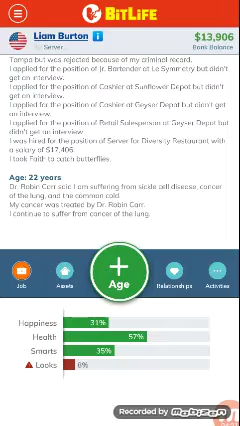 BitLife
Liam Burton
$13,906
Server...
Bank Balance
Tampa but was rejected because of my criminal record.
I applied for the position of Jr. Bartender at Le Symmetry but didn't
get an interview.
I applied for the position of Cashier at Sunflower Depot but didn't
get an interview.
I applied for the position of Cashier at Geyser Depot but didn't get
an interview.
I applied for the position of Retail Salesperson at Geyser Depot but
didn't get an interview.
I was hired for the position of Server for Diversity Restaurant with
a salary of $17,406.
I took Faith to catch butterflies.
Age: 22 years
Dr. Robin Carr said I am suffering from sickle cell disease, cancer
of the lung, and the common cold.
My cancer was treated by Dr. Robin Carr.
I continue to suffer from cancer of the lung.
Job
Assets
+
Age
Relationships
Activities
Happiness 31%
Health 57%
Smarts 35%
Looks 8%
Recorded by Mobizen